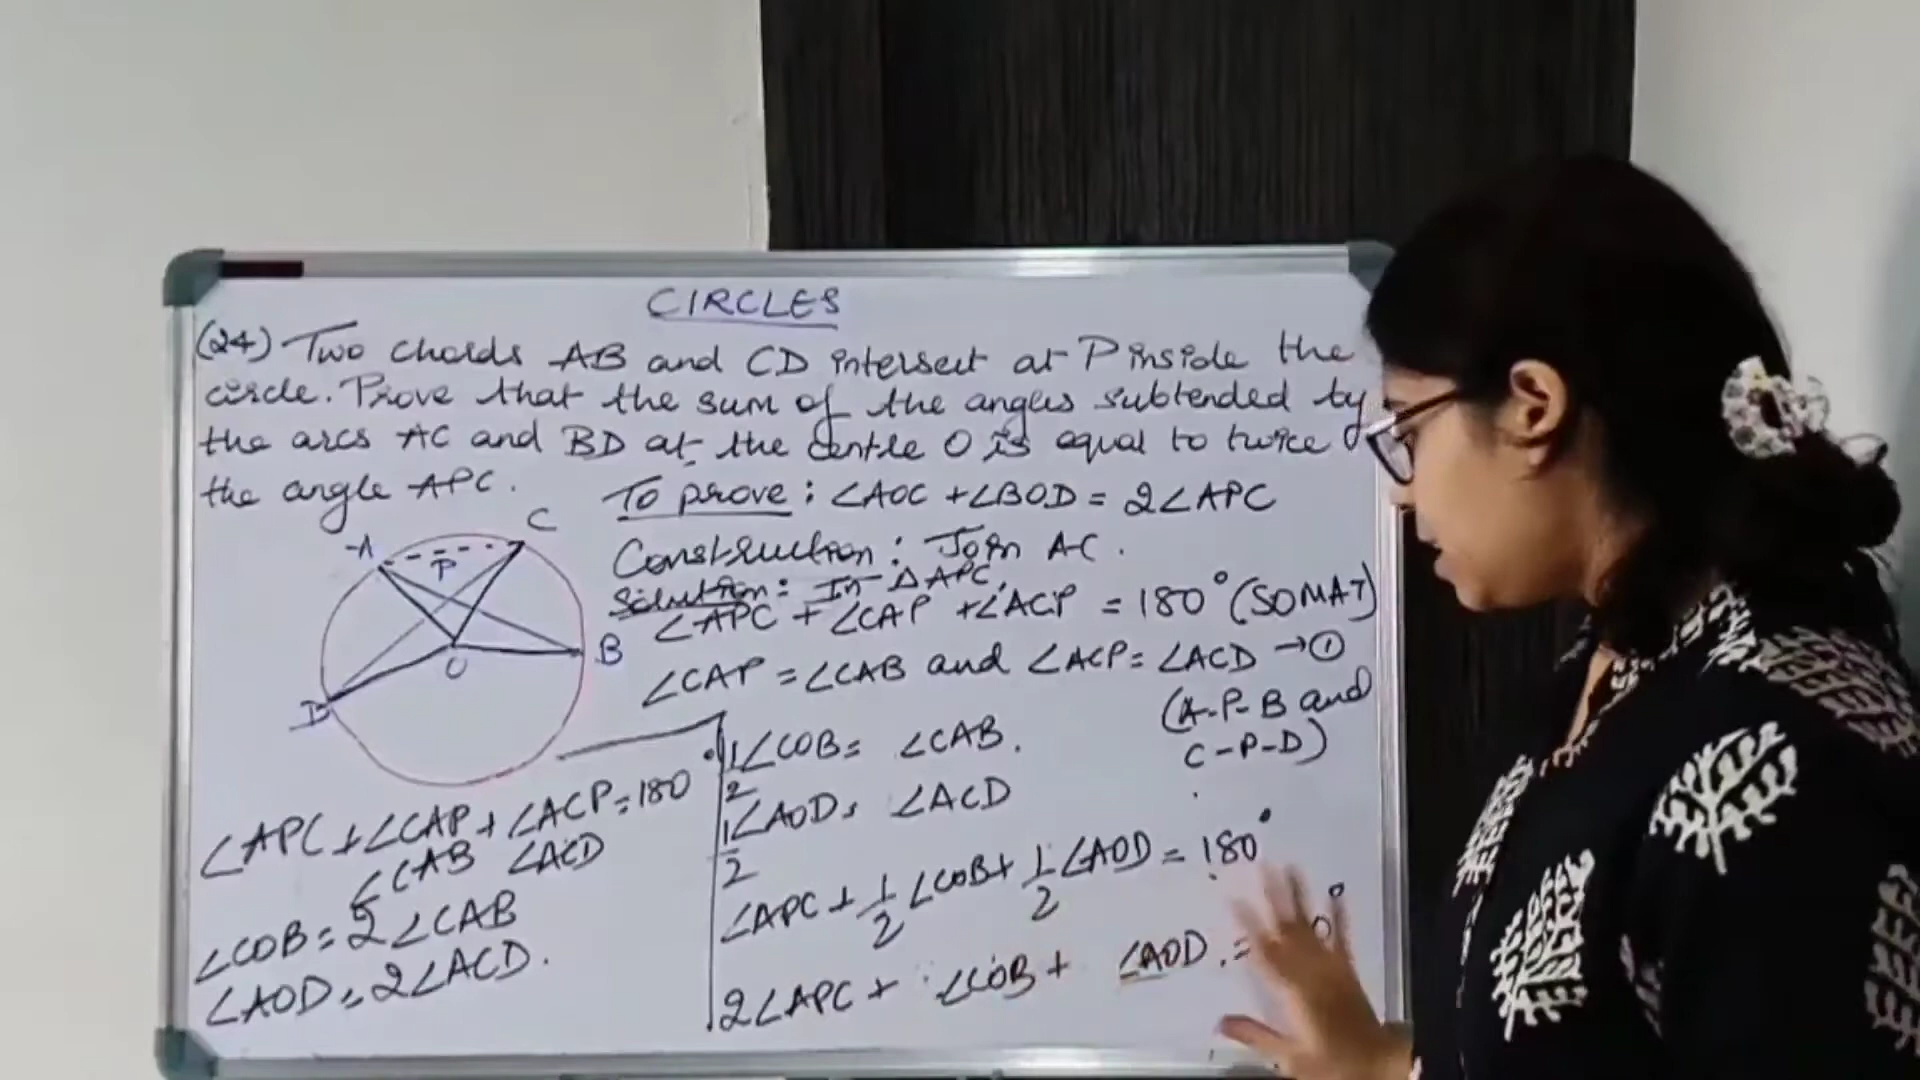 CIRCLES
(24) Two chords AB and CD intersect at P inside the
circle. Prove that the sum of the angles subtended by
the arcs AC and BD at the centre O is equal to twice
the angle APC.
To prove : ∠AOC + ∠BOD = 2∠APC
Construction : Join AC.
Solution : In △APC,
∠APC + ∠CAP + ∠ACP = 180° (SOMAT)
∠CAP = ∠CAB and ∠ACP = ∠ACD → ①
(A-P-B and
C-P-D)
A
C
P
B
O
D
∠APC + ∠CAP + ∠ACP = 180°
∠CAB ∠ACD
∠COB = 2∠CAB
∠AOD = 2∠ACD.
1/2 ∠COB = ∠CAB.
1/2 ∠AOD = ∠ACD
∠APC + 1/2 ∠COB + 1/2 ∠AOD = 180°
2∠APC + ∠COB + ∠AOD. =